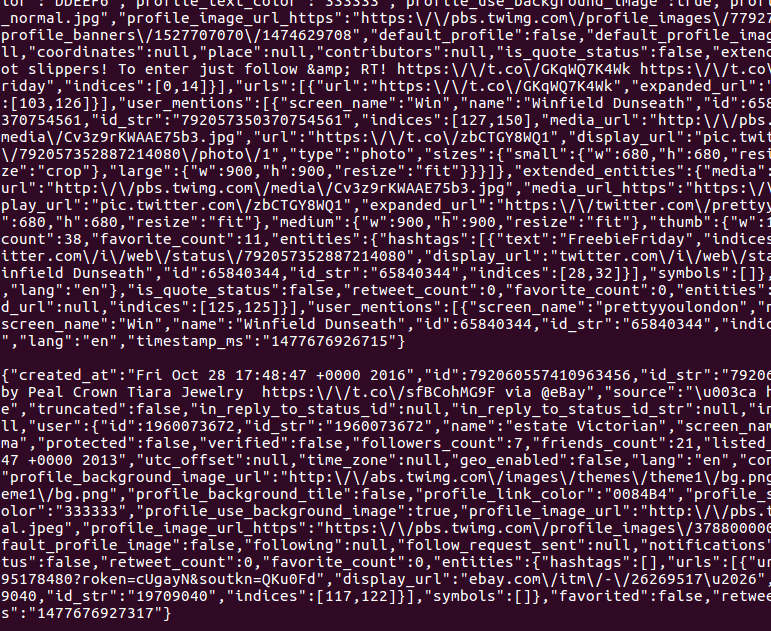 lor":"DDEEF6","profile_text_color":"333333","profile_use_background_image":true,"profil
_normal.jpg","profile_image_url_https":"https:\/\/pbs.twimg.com\/profile_images\/77927
profile_banners\/1527707070\/1474629708","default_profile":false,"default_profile_imag
ll,"coordinates":null,"place":null,"contributors":null,"is_quote_status":false,"extend
ot slippers! To enter just follow &amp; RT! https:\/\/t.co\/GKqWQ7K4Wk https:\/\/t.co\
riday","indices":[0,14]}],"urls":[{"url":"https:\/\/t.co\/GKqWQ7K4Wk","expanded_url":"
:[103,126]}],"user_mentions":[{"screen_name":"Win","name":"Winfield Dunseath","id":658
370754561,"id_str":"792057350370754561","indices":[127,150],"media_url":"http:\/\/pbs.
media\/Cv3z9rKWAAE75b3.jpg","url":"https:\/\/t.co\/zbCTGY8WQ1","display_url":"pic.twit
\/792057352887214080\/photo\/1","type":"photo","sizes":{"small":{"w":680,"h":680,"resi
ze":"crop"},"large":{"w":900,"h":900,"resize":"fit"}}}]},"extended_entities":{"media":
url":"http:\/\/pbs.twimg.com\/media\/Cv3z9rKWAAE75b3.jpg","media_url_https":"https:\/\
play_url":"pic.twitter.com\/zbCTGY8WQ1","expanded_url":"https:\/\/twitter.com\/prettyy
":680,"h":680,"resize":"fit"},"medium":{"w":900,"h":900,"resize":"fit"},"thumb":{"w":1
count":38,"favorite_count":11,"entities":{"hashtags":[{"text":"FreebieFriday","indices
itter.com\/i\/web\/status\/792057352887214080","display_url":"twitter.com\/i\/web\/sta
infield Dunseath","id":65840344,"id_str":"65840344","indices":[28,32]}],"symbols":[]},
,"lang":"en"},"is_quote_status":false,"retweet_count":0,"favorite_count":0,"entities":
d_url":null,"indices":[125,125]}],"user_mentions":[{"screen_name":"prettyyoulondon","n
screen_name":"Win","name":"Winfield Dunseath","id":65840344,"id_str":"65840344","indic
","lang":"en","timestamp_ms":"1477676926715"}
{"created_at":"Fri Oct 28 17:48:47 +0000 2016","id":792060557410963456,"id_str":"79206
by Peal Crown Tiara Jewelry  https:\/\/t.co\/sfBCohMG9F via @eBay","source":"\u003ca h
e","truncated":false,"in_reply_to_status_id":null,"in_reply_to_status_id_str":null,"in
ll,"user":{"id":1960073672,"id_str":"1960073672","name":"estate Victorian","screen_nam
ma","protected":false,"verified":false,"followers_count":7,"friends_count":21,"listed_
47 +0000 2013","utc_offset":null,"time_zone":null,"geo_enabled":false,"lang":"en","con
"profile_background_image_url":"http:\/\/abs.twimg.com\/images\/themes\/theme1\/bg.png
eme1\/bg.png","profile_background_tile":false,"profile_link_color":"0084B4","profile_s
olor":"333333","profile_use_background_image":true,"profile_image_url":"http:\/\/pbs.t
al.jpeg","profile_image_url_https":"https:\/\/pbs.twimg.com\/profile_images\/378800000
fault_profile_image":false,"following":null,"follow_request_sent":null,"notifications"
tus":false,"retweet_count":0,"favorite_count":0,"entities":{"hashtags":[],"urls":[{"ur
95178480?roken=cUgayN&soutkn=QKu0Fd","display_url":"ebay.com\/itm\/-\/26269517\u2026",
9040,"id_str":"19709040","indices":[117,122]}],"symbols":[]},"favorited":false,"retwee
s":"1477676927317"}